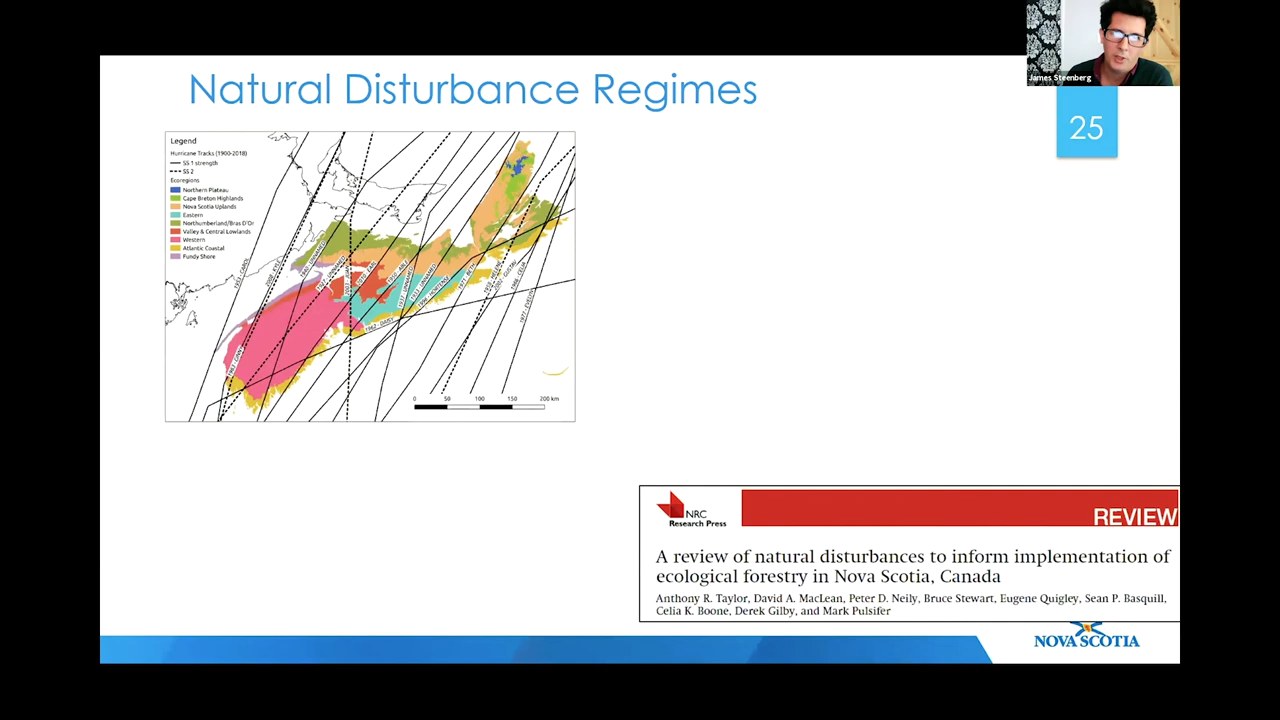 Natural Disturbance Regimes
James Steenberg
25
Legend
Hurricane Tracks (1900-2018)
SS 1 strength
SS 2
Ecoregions
Northern Plateau
Cape Breton Highlands
Nova Scotia Uplands
Eastern
Northumberland/Bras D'Or
Valley & Central Lowlands
Western
Atlantic Coastal
Fundy Shore
0 50 100 150 200 km
NRC
Research Press
REVIEW
A review of natural disturbances to inform implementation of
ecological forestry in Nova Scotia, Canada
Anthony R. Taylor, David A. MacLean, Peter D. Neily, Bruce Stewart, Eugene Quigley, Sean P. Basquill,
Celia K. Boone, Derek Gilby, and Mark Pulsifer
NOVA SCOTIA